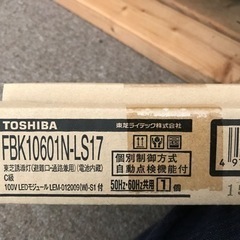 TOSHIBA
東芝ライテック株式会社
FBK10601N-LS17
東芝誘導灯(避難口・通路兼用)(電池内蔵)
C級
100V LEDモジュール LEM-012009(W)-S1 付
個別制御方式
自動点検機能付
50Hz・60Hz共用
1個